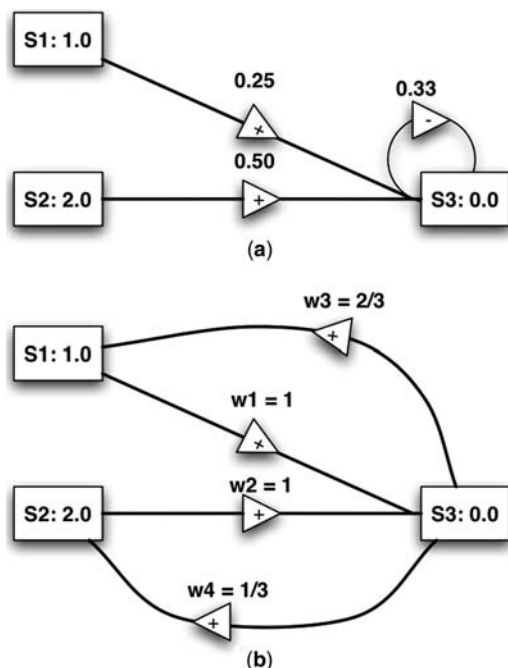 S1: 1.0
0.25
0.33
+
-
0.50
S2: 2.0
+
S3: 0.0
(a)
w3 = 2/3
+
S1: 1.0
w1 = 1
+
w2 = 1
S2: 2.0
+
S3: 0.0
w4 = 1/3
+
(b)